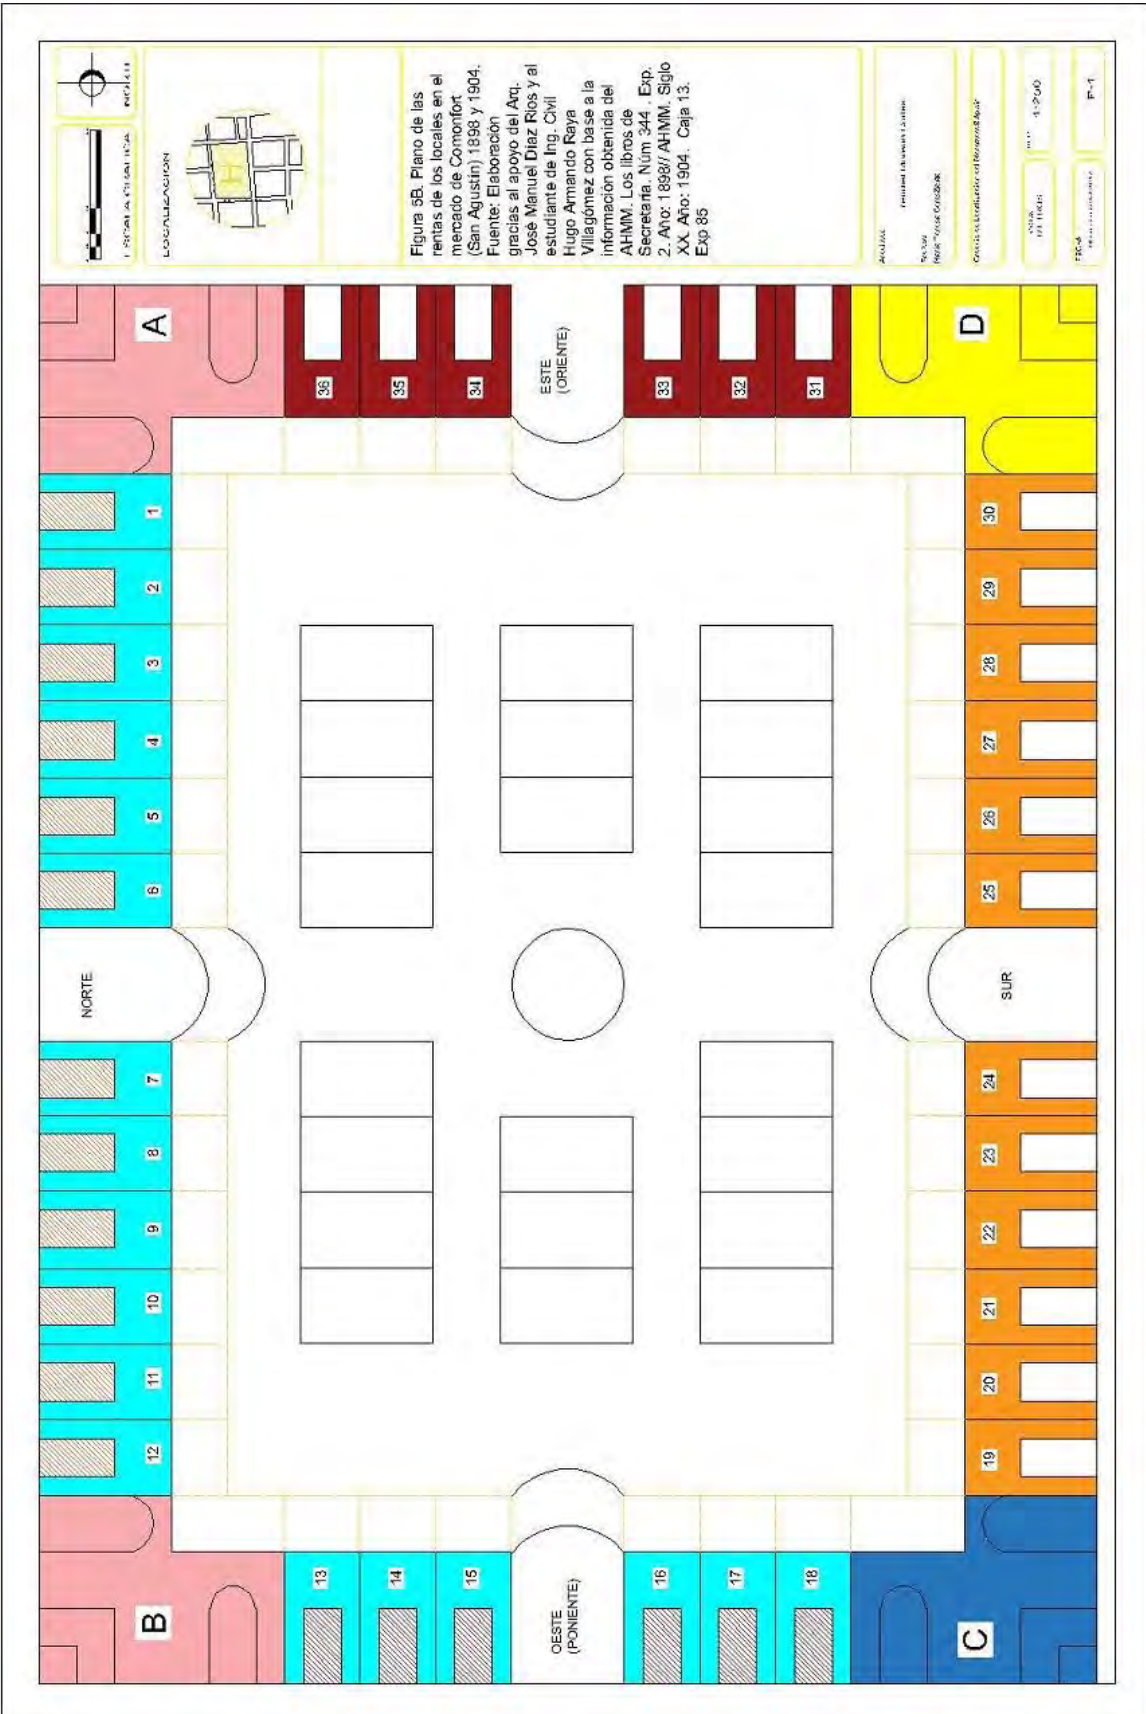 NORTE
LOCALIZACIÓN
Figura 5B. Plano de las
rentas de los locales en el
mercado de Comonfort
(San Agustín) 1898 y 1904.
Fuente: Elaboración
gracias al apoyo del Arq.
José Manuel Díaz Ríos y al
estudiante de Ing. Civil
Hugo Armando Raya
Villagómez con base a la
información obtenida del
AHMM. Los libros de
Secretaría. Núm 344 . Exp.
2. Año: 1898// AHMM. Siglo
XX. Año: 1904. Caja 13.
Exp 85
1:200
A
36
35
34
ESTE
(ORIENTE)
33
32
31
D
1
2
3
4
5
6
NORTE
7
8
9
10
11
12
30
29
28
27
26
25
SUR
24
23
22
21
20
19
B
13
14
15
OESTE
(PONIENTE)
16
17
18
C